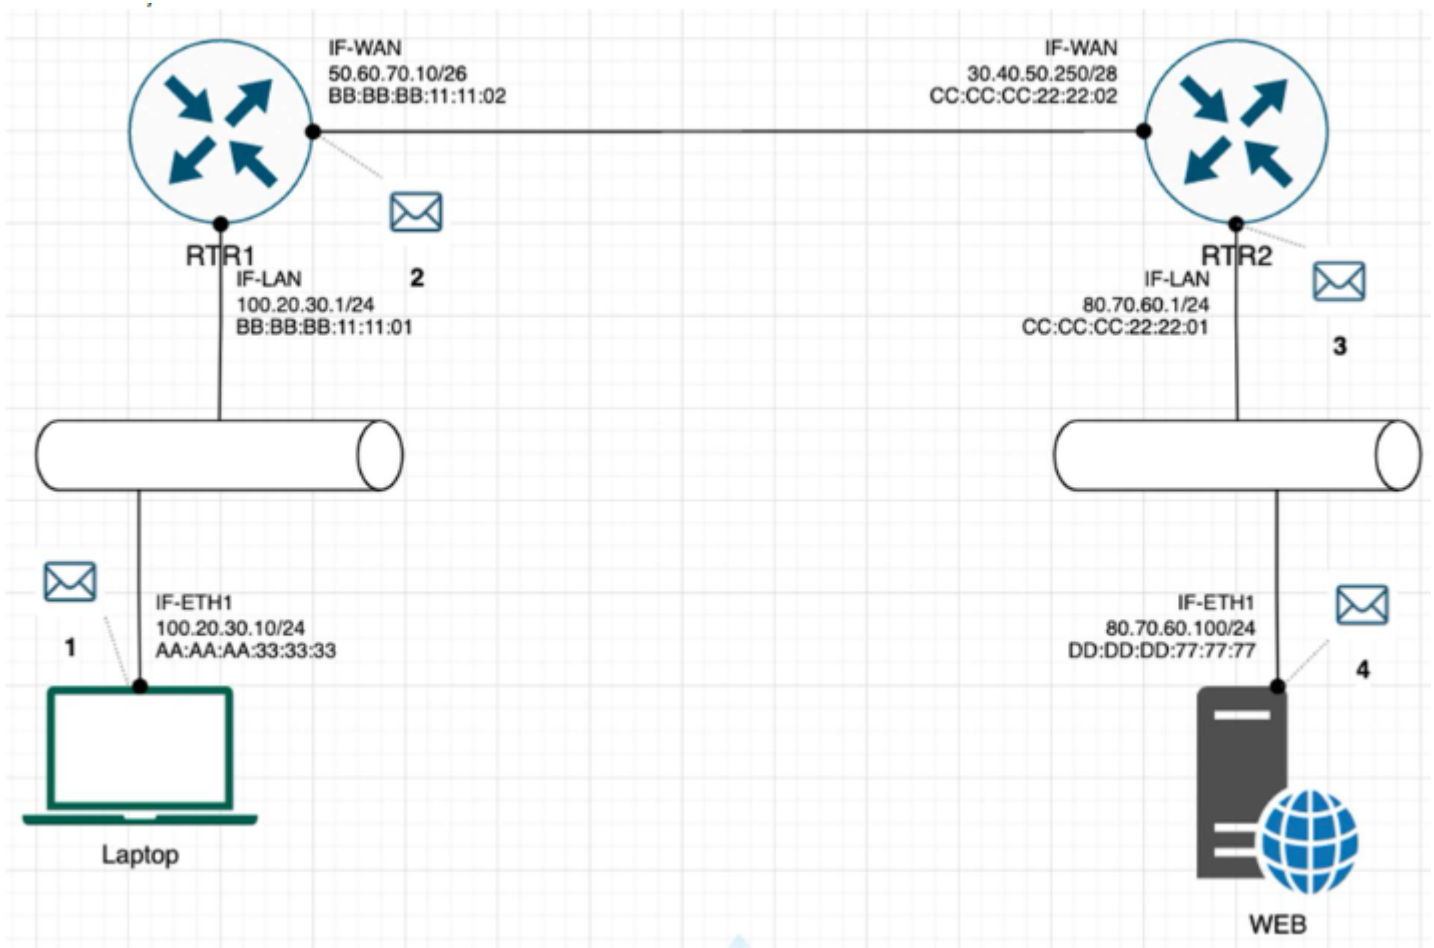 IF-WAN
50.60.70.10/26
BB:BB:BB:11:11:02
IF-WAN
30.40.50.250/28
CC:CC:CC:22:22:02
RTR1
2
IF-LAN
100.20.30.1/24
BB:BB:BB:11:11:01
RTR2
IF-LAN
80.70.60.1/24
CC:CC:CC:22:22:01
3
1
IF-ETH1
100.20.30.10/24
AA:AA:AA:33:33:33
Laptop
IF-ETH1
80.70.60.100/24
DD:DD:DD:77:77:77
4
WEB